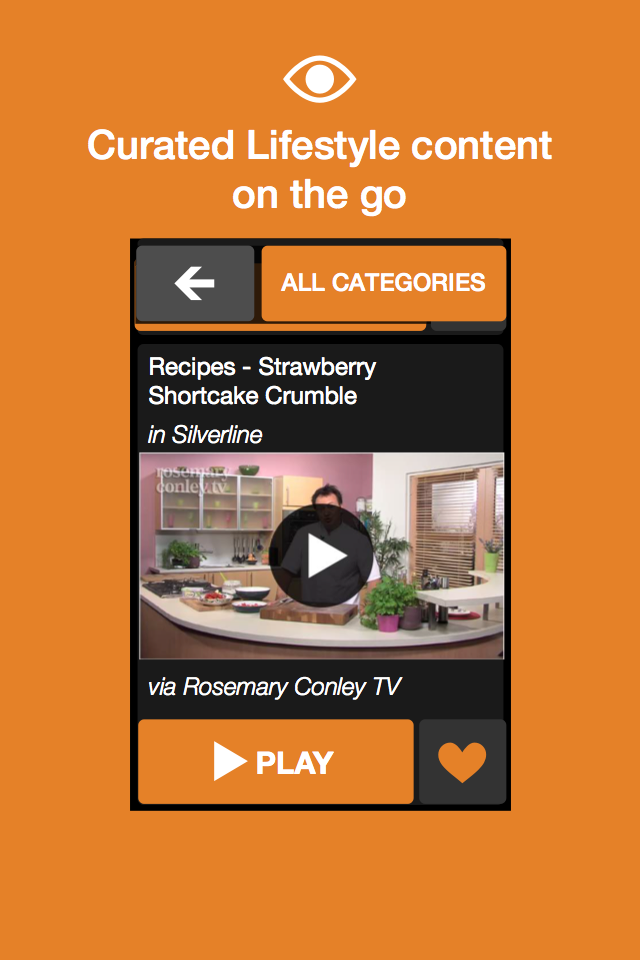 Curated Lifestyle content
on the go
ALL CATEGORIES
Recipes - Strawberry
Shortcake Crumble
in Silverline
rosemary
conley.tv
via Rosemary Conley TV
PLAY